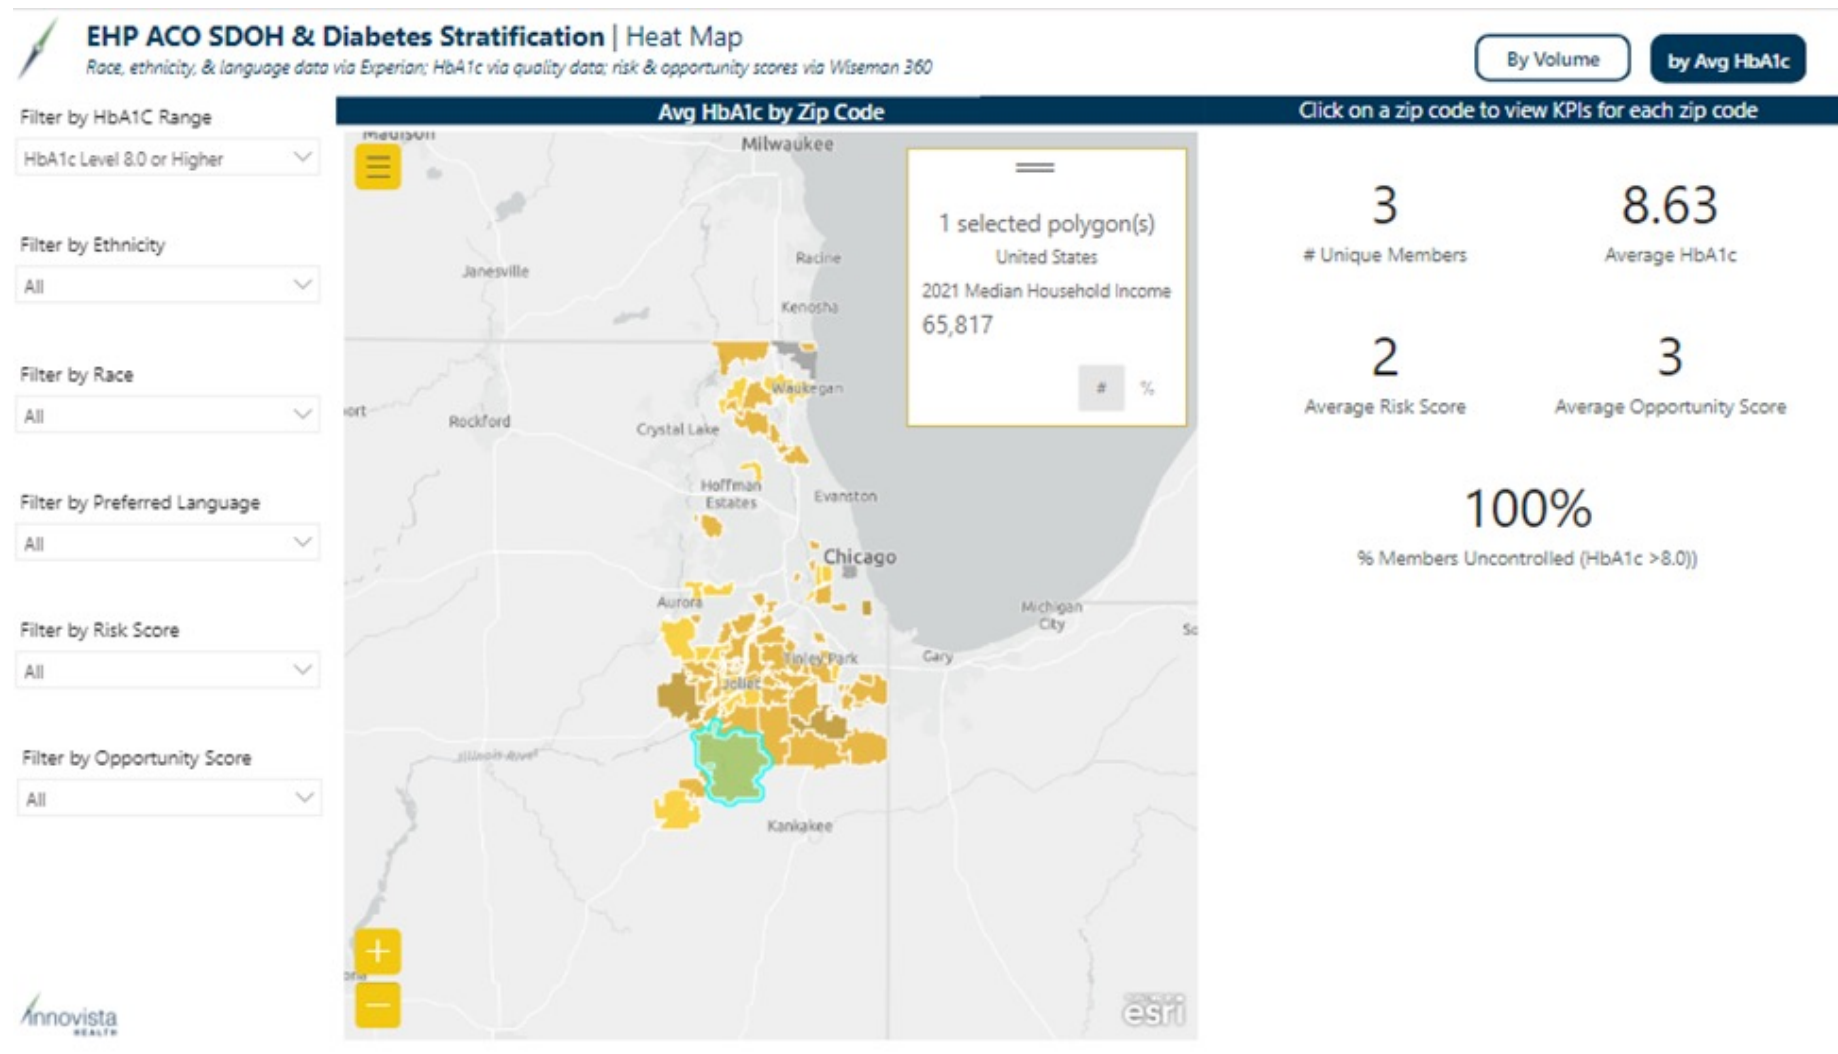 EHP ACO SDOH & Diabetes Stratification | Heat Map
Race, ethnicity, & language data via Experian; HbA1c via quality data; risk & opportunity scores via Wiseman 360
By Volume
by Avg HbA1c
Filter by HbA1C Range
HbA1c Level 8.0 or Higher
Filter by Ethnicity
All
Filter by Race
All
Filter by Preferred Language
All
Filter by Risk Score
All
Filter by Opportunity Score
All
Innovista
HEALTH
Avg HbA1c by Zip Code
Madison
Milwaukee
Janesville
Racine
Kenosha
Waukegan
ort
Rockford
Crystal Lake
Hoffman
Estates
Evanston
Chicago
Aurora
Michigan
City
So
Tinley Park
Gary
Joliet
Illinois River
Kankakee
esri
1 selected polygon(s)
United States
2021 Median Household Income
65,817
# %
Click on a zip code to view KPIs for each zip code
3
# Unique Members
8.63
Average HbA1c
2
Average Risk Score
3
Average Opportunity Score
100%
% Members Uncontrolled (HbA1c >8.0))